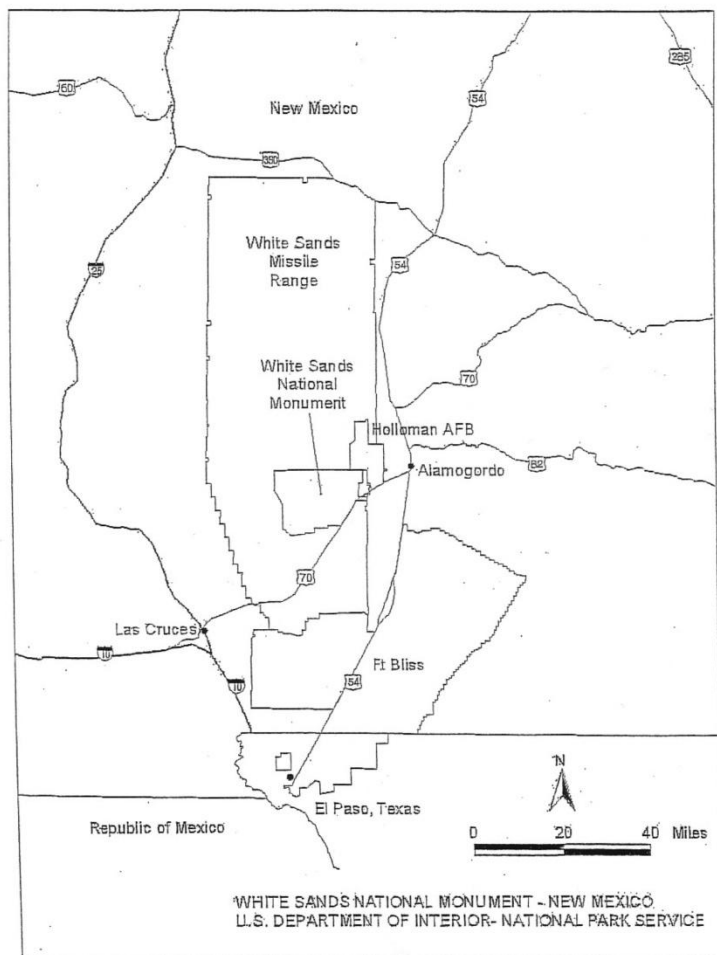 60
54
285
New Mexico
380
White Sands
Missile
Range
54
25
White Sands
National
Monument
70
Holloman AFB
Alamogordo
82
70
Las Cruces
10
10
Ft Bliss
54
N
El Paso, Texas
0 20 40 Miles
Republic of Mexico
WHITE SANDS NATIONAL MONUMENT - NEW MEXICO
U.S. DEPARTMENT OF INTERIOR- NATIONAL PARK SERVICE